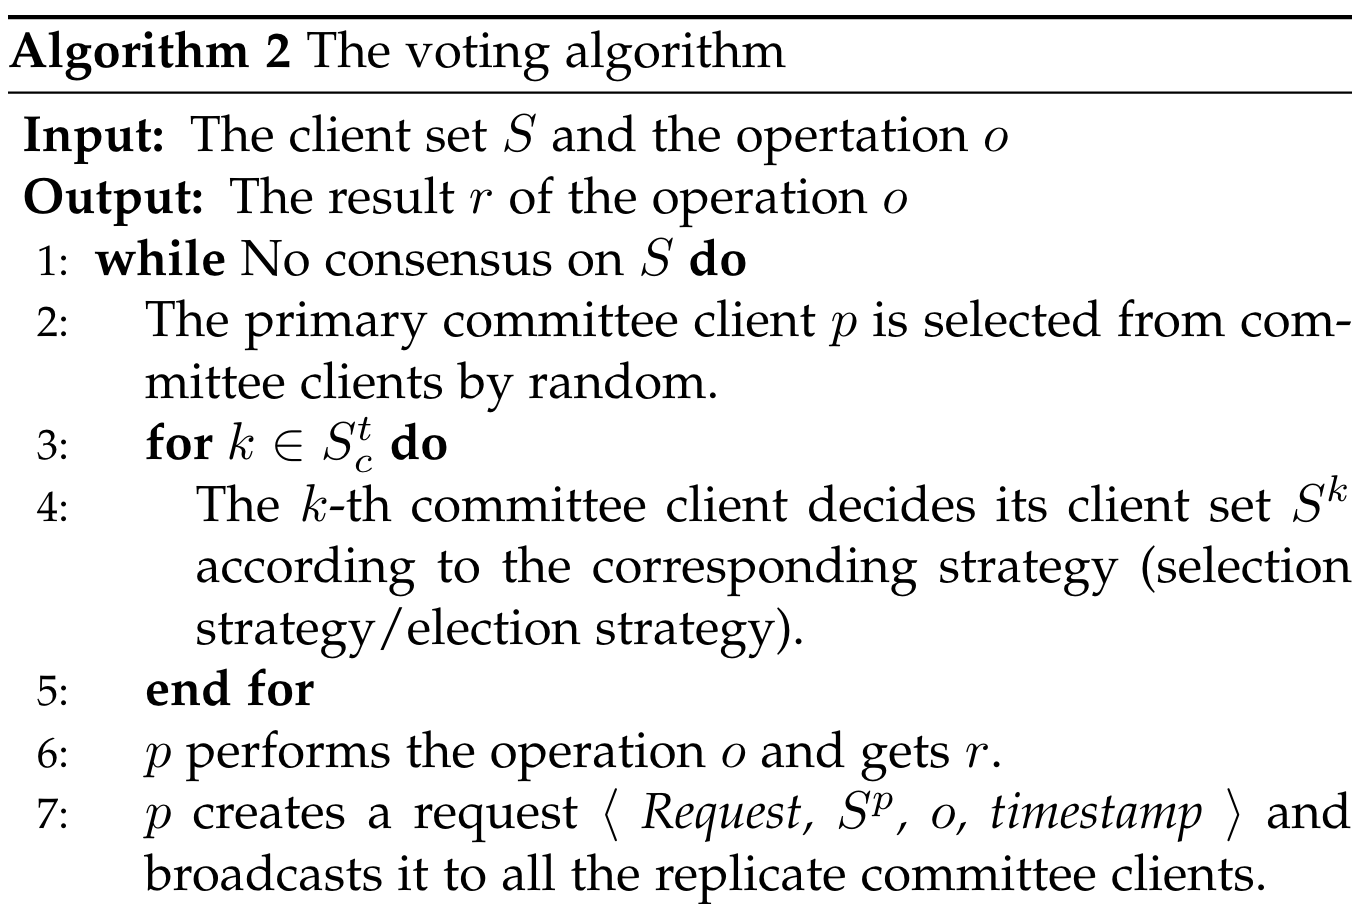 Algorithm 2 The voting algorithm
Input: The client set S and the opertation o
Output: The result r of the operation o
1: while No consensus on S do
2: The primary committee client p is selected from com-
mittee clients by random.
3: for k ∈ S_c^t do
4: The k-th committee client decides its client set S^k
according to the corresponding strategy (selection
strategy/election strategy).
5: end for
6: p performs the operation o and gets r.
7: p creates a request ⟨ Request, S^p, o, timestamp ⟩ and
broadcasts it to all the replicate committee clients.